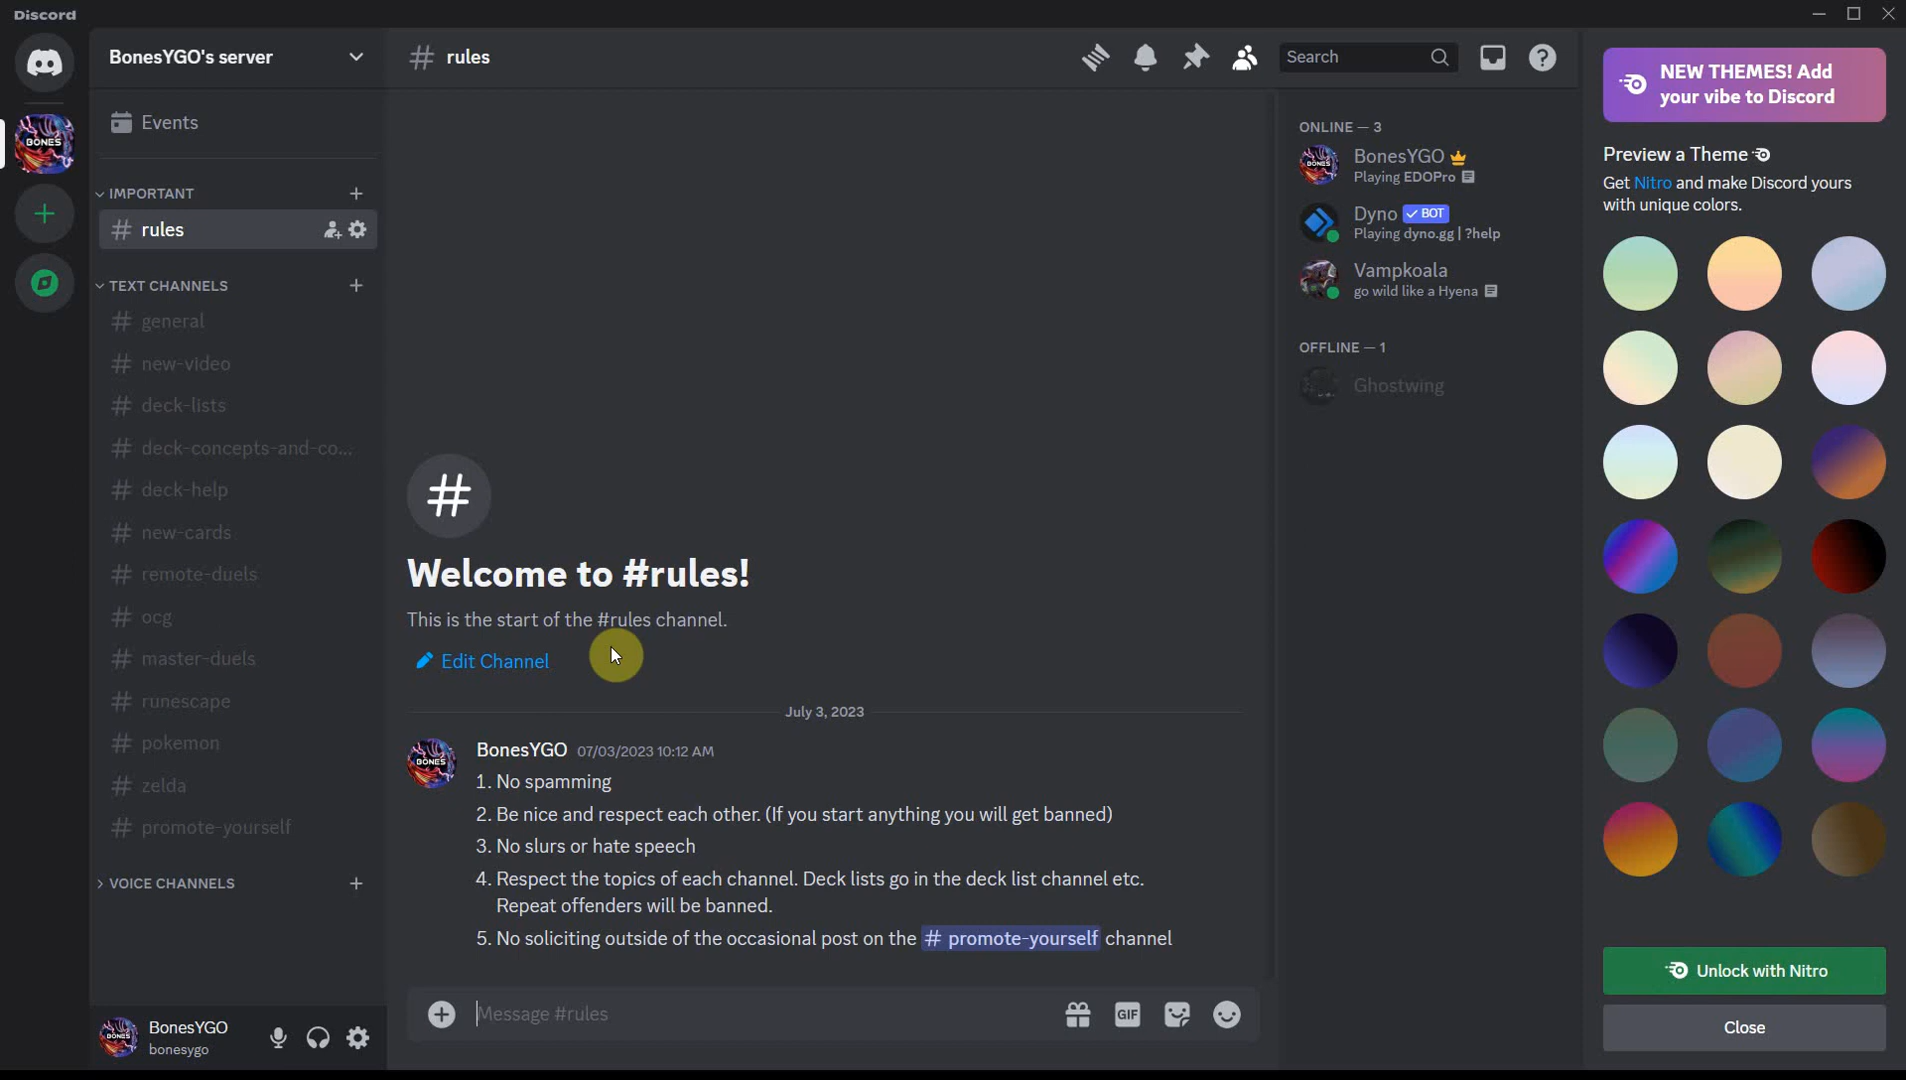 Discord
BonesYGO's server
Events
IMPORTANT
rules
TEXT CHANNELS
general
new-video
deck-lists
deck-concepts-and-co...
deck-help
new-cards
remote-duels
ocg
master-duels
runescape
pokemon
zelda
promote-yourself
VOICE CHANNELS
BonesYGO
bonesygo
# rules
Search
#
Welcome to #rules!
This is the start of the #rules channel.
Edit Channel
July 3, 2023
BONES
BonesYGO 07/03/2023 10:12 AM
1. No spamming
2. Be nice and respect each other. (If you start anything you will get banned)
3. No slurs or hate speech
4. Respect the topics of each channel. Deck lists go in the deck list channel etc.
Repeat offenders will be banned.
5. No soliciting outside of the occasional post on the # promote-yourself channel
Message #rules
GIF
ONLINE — 3
BonesYGO
Playing EDOPro
Dyno BOT
Playing dyno.gg | ?help
Vampkoala
go wild like a Hyena
OFFLINE — 1
Ghostwing
NEW THEMES! Add
your vibe to Discord
Preview a Theme
Get Nitro and make Discord yours
with unique colors.
Unlock with Nitro
Close